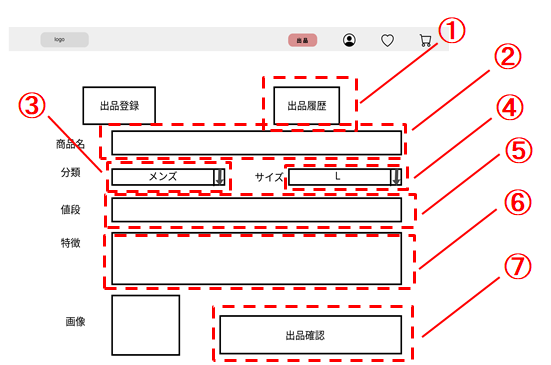 logo
出品
①
②
出品登録
出品履歴
③
④
商品名
分類
メンズ
サイズ
L
⑤
値段
⑥
特徴
⑦
画像
出品確認